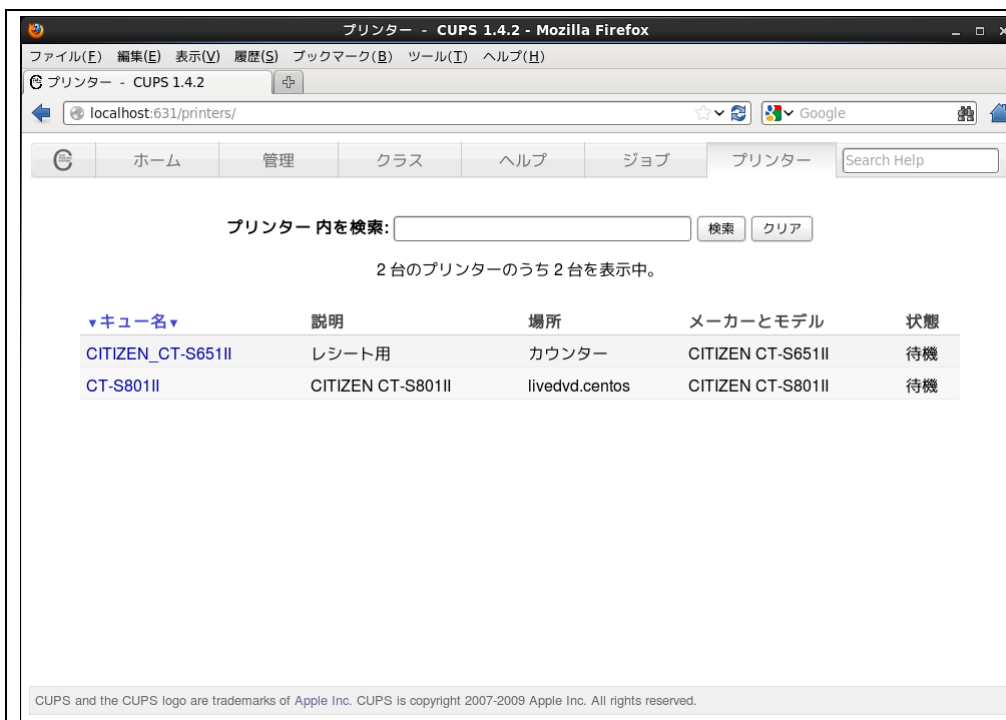 プリンター - CUPS 1.4.2 - Mozilla Firefox
ファイル(F) 編集(E) 表示(V) 履歴(S) ブックマーク(B) ツール(T) ヘルプ(H)
プリンター - CUPS 1.4.2
localhost:631/printers/ Google
ホーム 管理 クラス ヘルプ ジョブ プリンター Search Help
プリンター 内を検索: 検索 クリア
2 台のプリンターのうち 2 台を表示中。
▼キュー名▼ 説明 場所 メーカーとモデル 状態
CITIZEN_CT-S651II レシート用 カウンター CITIZEN CT-S651II 待機
CT-S801II CITIZEN CT-S801II livedvd.centos CITIZEN CT-S801II 待機
CUPS and the CUPS logo are trademarks of Apple Inc. CUPS is copyright 2007-2009 Apple Inc. All rights reserved.